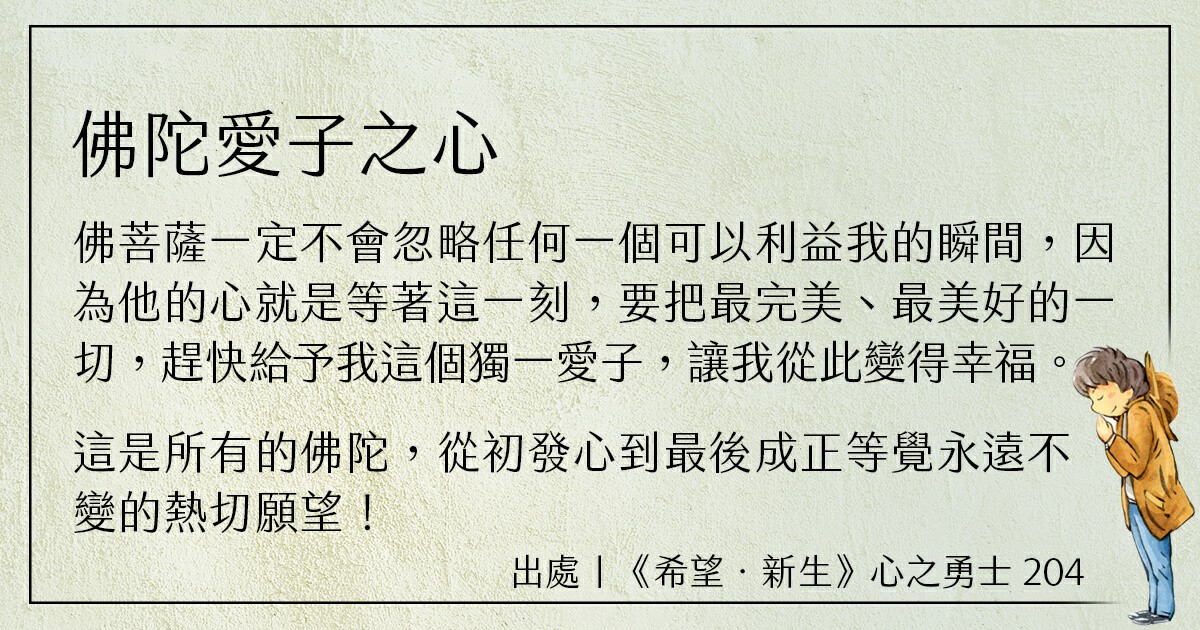 佛陀愛子之心
佛菩薩一定不會忽略任何一個可以利益我的瞬間，因
為他的心就是等著這一刻，要把最完美、最美好的一
切，趕快給予我這個獨一愛子，讓我從此變得幸福。
這是所有的佛陀，從初發心到最後成正等覺永遠不
變的熱切願望！
出處｜《希望．新生》心之勇士 204